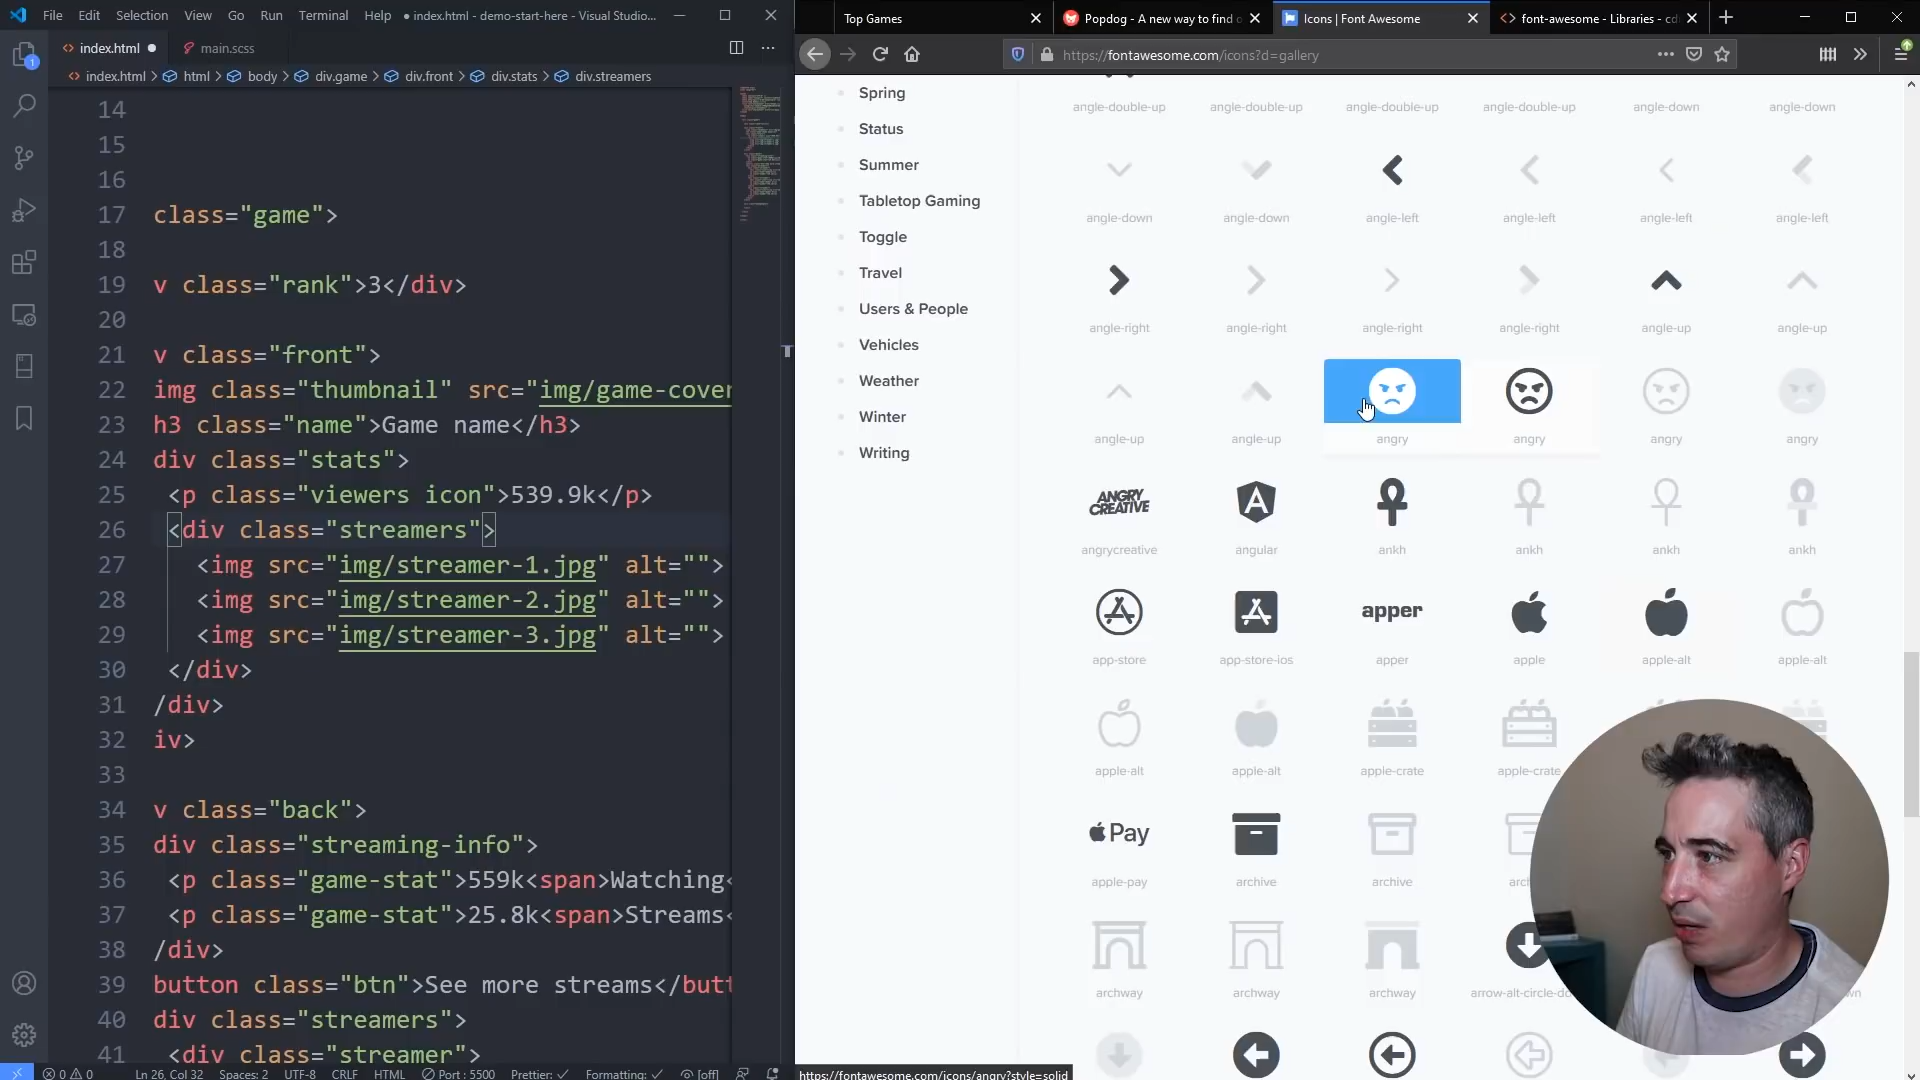 File Edit Selection View Go Run Terminal Help ● index.html - demo-start-here - Visual Studio...
index.html ●
main.scss
index.html > html > body > div.game > div.front > div.stats > div.streamers
14
15
16
17 class="game">
18
19 v class="rank">3</div>
20
21 v class="front">
22 img class="thumbnail" src="img/game-cover
23 h3 class="name">Game name</h3>
24 div class="stats">
25 <p class="viewers icon">539.9k</p>
26 <div class="streamers">
27 <img src="img/streamer-1.jpg" alt="">
28 <img src="img/streamer-2.jpg" alt="">
29 <img src="img/streamer-3.jpg" alt="">
30 </div>
31 /div>
32 iv>
33
34 v class="back">
35 div class="streaming-info">
36 <p class="game-stat">559k<span>Watching<
37 <p class="game-stat">25.8k<span>Streams<
38 /div>
39 button class="btn">See more streams</butt
40 div class="streamers">
41 <div class="streamer">
0 0 Ln 26, Col 32 Spaces: 2 UTF-8 CRLF HTML Port : 5500 Prettier: ✓ Formatting: ✓ [off]
Top Games
Popdog - A new way to find o
Icons | Font Awesome
font-awesome - Libraries - cd
https://fontawesome.com/icons?d=gallery
Spring
Status
Summer
Tabletop Gaming
Toggle
Travel
Users & People
Vehicles
Weather
Winter
Writing
angle-double-up angle-double-up angle-double-up angle-double-up angle-down angle-down
angle-down angle-down angle-left angle-left angle-left angle-left
angle-right angle-right angle-right angle-right angle-up angle-up
angle-up angle-up angry angry angry angry
ANGRY CREATIVE
angrycreative angular ankh ankh ankh ankh
apper
app-store app-store-ios apper apple apple-alt apple-alt
apple-alt apple-alt apple-crate apple-crate
Pay
apple-pay archive archive
archway archway archway arrow-alt-circle-do
https://fontawesome.com/icons/angry?style=solid